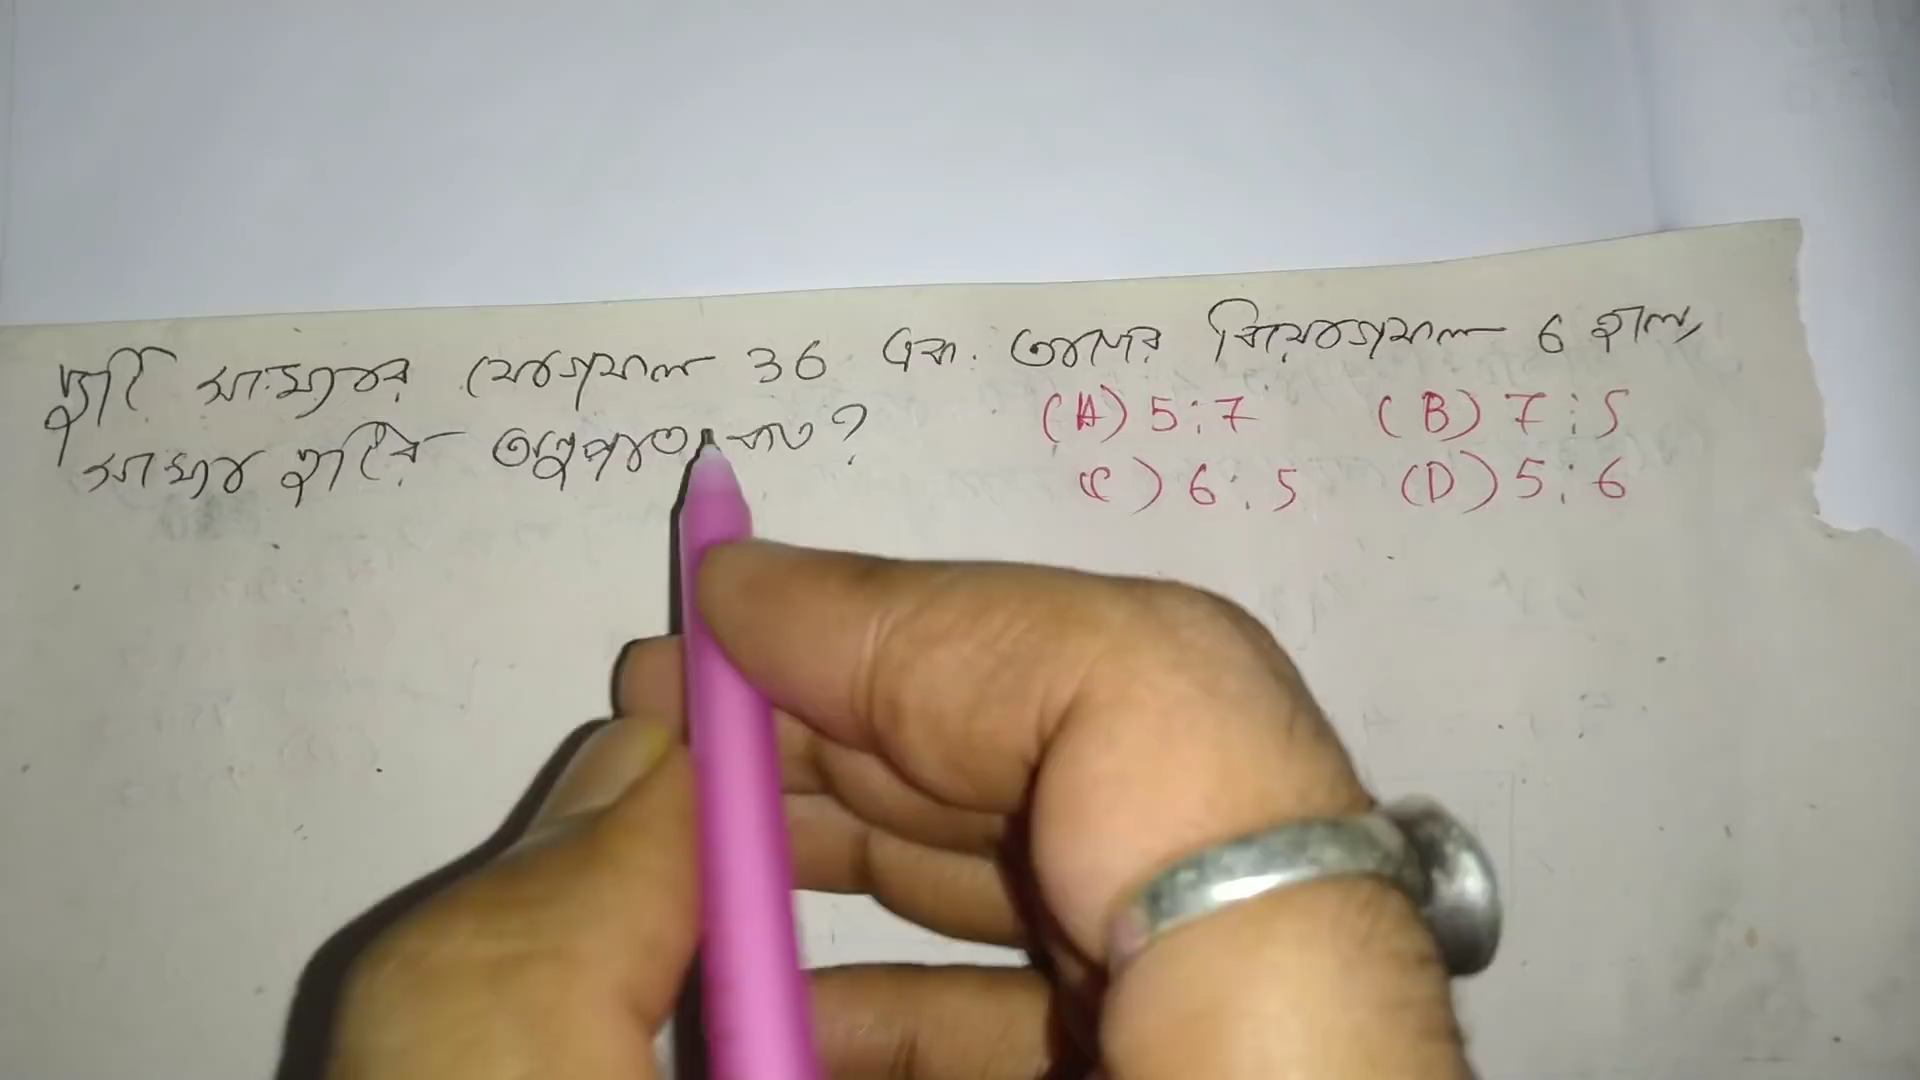 দুটি সংখ্যার যোগফল 36 এবং তাদের বিয়োগফল 6 হলে,
সংখ্যা দুটির অনুপাত কত?
(A) 5:7 (B) 7:5
(C) 6:5 (D) 5:6